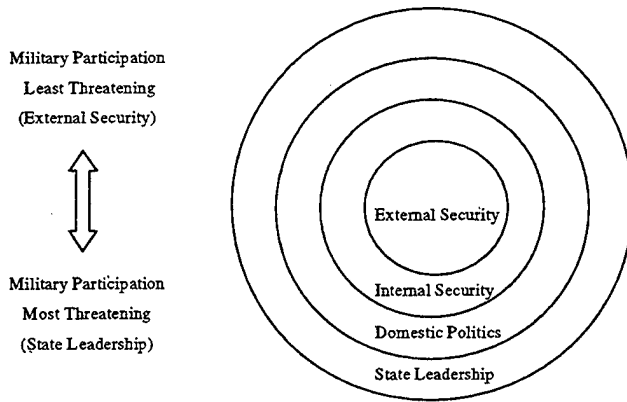 Military Participation
Least Threatening
(External Security)
Military Participation
Most Threatening
(State Leadership)
External Security
Internal Security
Domestic Politics
State Leadership